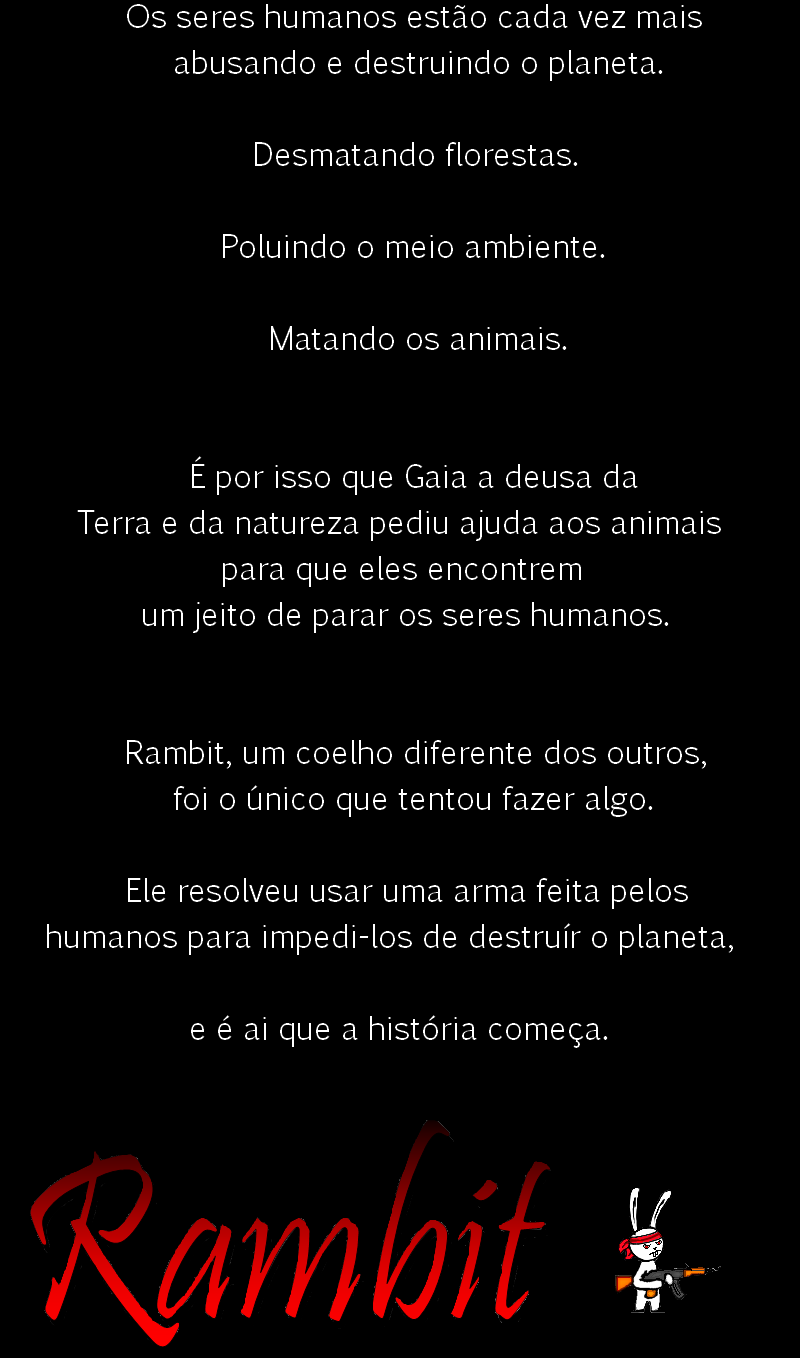 Os seres humanos estão cada vez mais
abusando e destruindo o planeta.
Desmatando florestas.
Poluindo o meio ambiente.
Matando os animais.
É por isso que Gaia a deusa da
Terra e da natureza pediu ajuda aos animais
para que eles encontrem
um jeito de parar os seres humanos.
Rambit, um coelho diferente dos outros,
foi o único que tentou fazer algo.
Ele resolveu usar uma arma feita pelos
humanos para impedi-los de destruír o planeta,
e é ai que a história começa.
Rambit